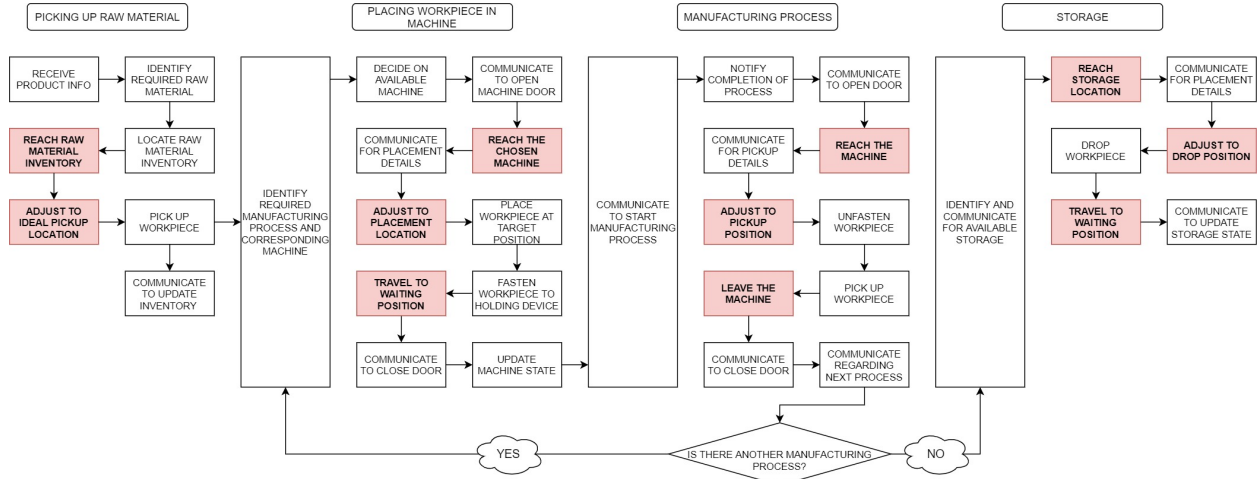 PICKING UP RAW MATERIAL
PLACING WORKPIECE IN
MACHINE
MANUFACTURING PROCESS
STORAGE
RECEIVE
PRODUCT INFO
IDENTIFY
REQUIRED RAW
MATERIAL
REACH RAW
MATERIAL
INVENTORY
LOCATE RAW
MATERIAL
INVENTORY
ADJUST TO
IDEAL PICKUP
LOCATION
PICK UP
WORKPIECE
COMMUNICATE
TO UPDATE
INVENTORY
IDENTIFY
REQUIRED
MANUFACTURING
PROCESS AND
CORRESPONDING
MACHINE
DECIDE ON
AVAILABLE
MACHINE
COMMUNICATE
TO OPEN
MACHINE DOOR
COMMUNICATE
FOR PLACEMENT
DETAILS
REACH THE
CHOSEN
MACHINE
ADJUST TO
PLACEMENT
LOCATION
PLACE
WORKPIECE AT
TARGET
POSITION
TRAVEL TO
WAITING
POSITION
FASTEN
WORKPIECE TO
HOLDING DEVICE
COMMUNICATE
TO CLOSE DOOR
UPDATE
MACHINE STATE
COMMUNICATE
TO START
MANUFACTURING
PROCESS
NOTIFY
COMPLETION OF
PROCESS
COMMUNICATE
TO OPEN DOOR
COMMUNICATE
FOR PICKUP
DETAILS
REACH THE
MACHINE
ADJUST TO
PICKUP
POSITION
UNFASTEN
WORKPIECE
LEAVE THE
MACHINE
PICK UP
WORKPIECE
COMMUNICATE
TO CLOSE DOOR
COMMUNICATE
REGARDING
NEXT PROCESS
IDENTIFY AND
COMMUNICATE
FOR AVAILABLE
STORAGE
REACH
STORAGE
LOCATION
COMMUNICATE
FOR PLACEMENT
DETAILS
DROP
WORKPIECE
ADJUST TO
DROP POSITION
TRAVEL TO
WAITING
POSITION
COMMUNICATE
TO UPDATE
STORAGE STATE
YES
IS THERE ANOTHER MANUFACTURING
PROCESS?
NO